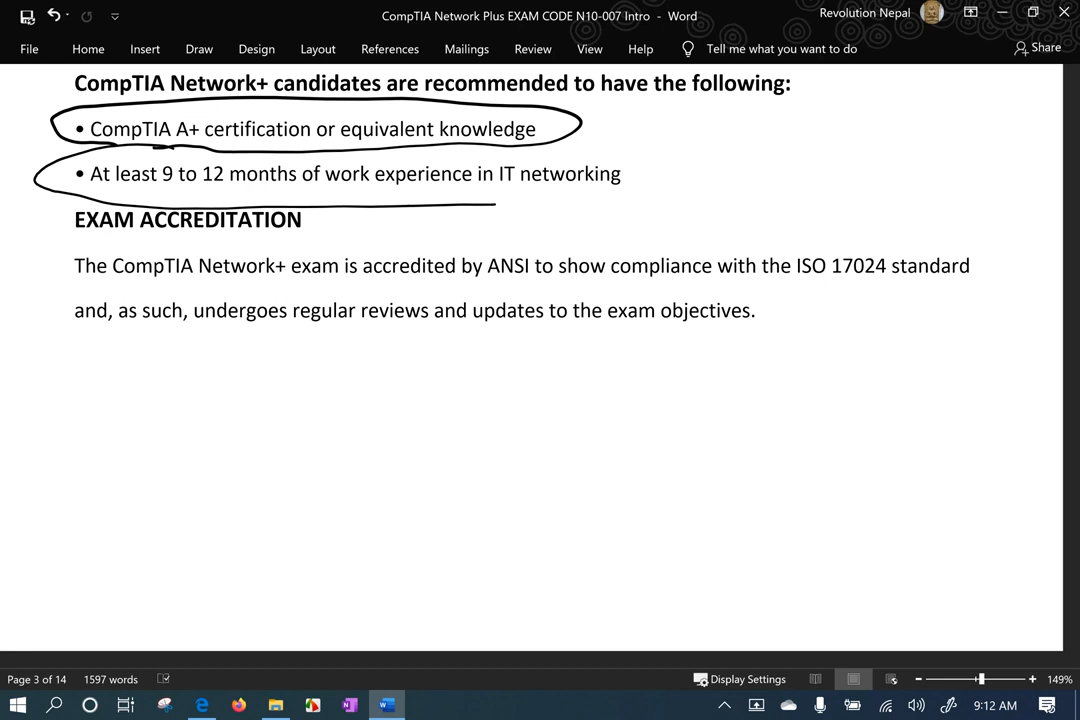 CompTIA Network Plus EXAM CODE N10-007 Intro - Word
Revolution Nepal
File Home Insert Draw Design Layout References Mailings Review View Help Tell me what you want to do Share
CompTIA Network+ candidates are recommended to have the following:
• CompTIA A+ certification or equivalent knowledge
• At least 9 to 12 months of work experience in IT networking
EXAM ACCREDITATION
The CompTIA Network+ exam is accredited by ANSI to show compliance with the ISO 17024 standard
and, as such, undergoes regular reviews and updates to the exam objectives.
Page 3 of 14 1597 words Display Settings 149%
9:12 AM